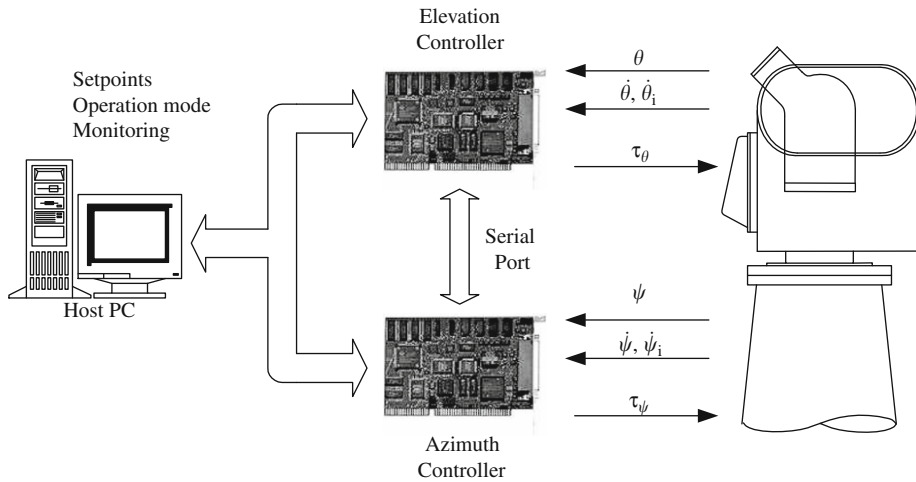 Elevation
Controller
Setpoints
Operation mode
Monitoring
θ
θ̇, θ̇i
τθ
Serial
Port
Host PC
ψ
ψ̇, ψ̇i
τψ
Azimuth
Controller